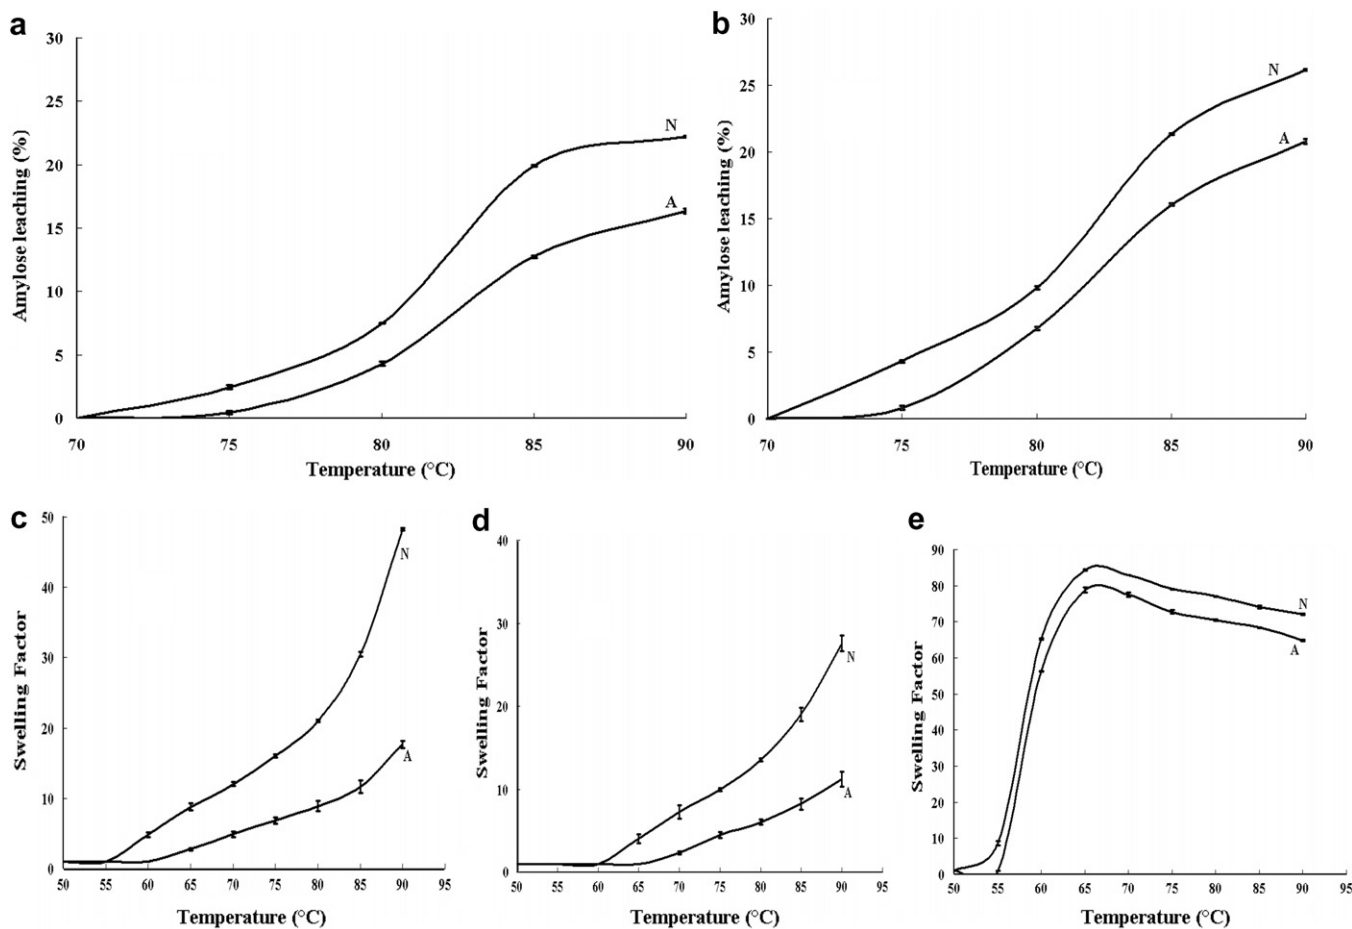 a
Amylose leaching (%)
30
25
20
15
10
5
0
70 75 80 85 90
Temperature (°C)
N
A
b
Amylose leaching (%)
30
25
20
15
10
5
0
70 75 80 85 90
Temperature (°C)
N
A
c
Swelling Factor
50
40
30
20
10
0
50 55 60 65 70 75 80 85 90 95
Temperature (°C)
N
A
d
Swelling Factor
40
30
20
10
0
50 55 60 65 70 75 80 85 90 95
Temperature (°C)
N
A
e
Swelling Factor
90
80
70
60
50
40
30
20
10
0
50 55 60 65 70 75 80 85 90 95
Temperature (°C)
N
A